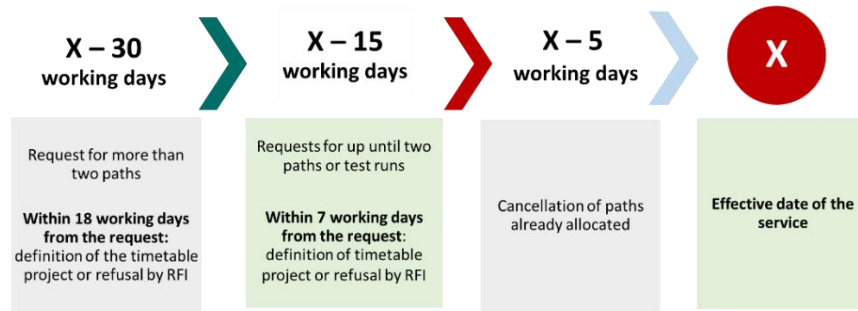 X – 30
working days
X – 15
working days
X – 5
working days
X
Request for more than
two paths
Within 18 working days
from the request:
definition of the timetable
project or refusal by RFI
Requests for up until two
paths or test runs
Within 7 working days
from the request:
definition of timetable
project or refusal by RFI
Cancellation of paths
already allocated
Effective date of the
service